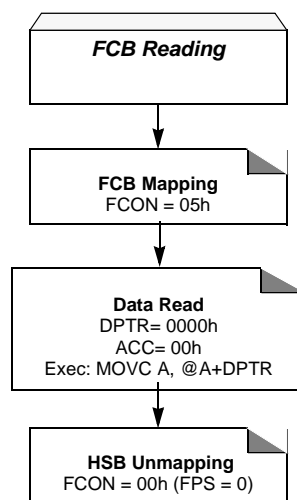 FCB Reading
FCB Mapping
FCON = 05h
Data Read
DPTR= 0000h
ACC= 00h
Exec: MOVC A, @A+DPTR
HSB Unmapping
FCON = 00h (FPS = 0)